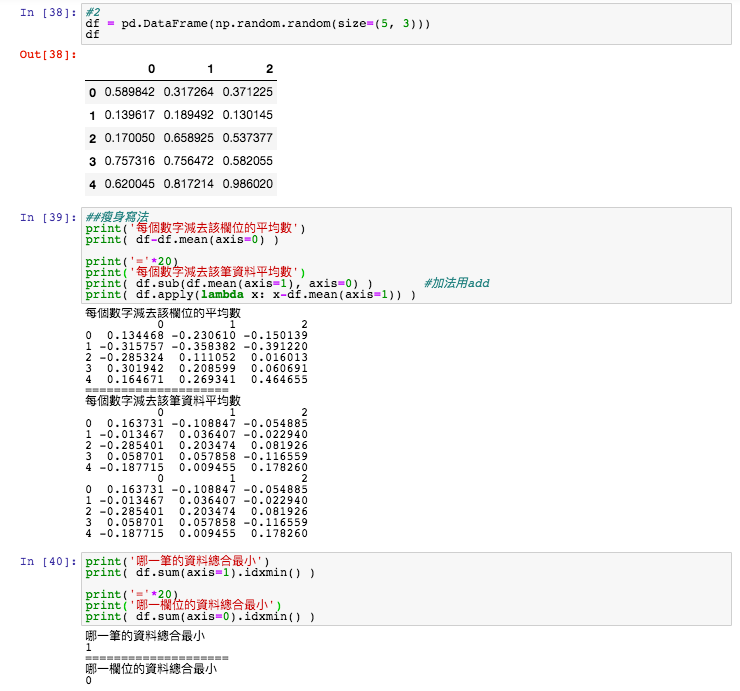 In [38]: #2
df = pd.DataFrame(np.random.random(size=(5, 3)))
df
Out[38]:
0 1 2
0 0.589842 0.317264 0.371225
1 0.139617 0.189492 0.130145
2 0.170050 0.658925 0.537377
3 0.757316 0.756472 0.582055
4 0.620045 0.817214 0.986020
In [39]: ##瘦身寫法
print('每個數字減去該欄位的平均數')
print( df-df.mean(axis=0) )
print('='*20)
print('每個數字減去該筆資料平均數')
print( df.sub(df.mean(axis=1), axis=0) ) #加法用add
print( df.apply(lambda x: x-df.mean(axis=1)) )
每個數字減去該欄位的平均數
0 1 2
0 0.134468 -0.230610 -0.150139
1 -0.315757 -0.358382 -0.391220
2 -0.285324 0.111052 0.016013
3 0.301942 0.208599 0.060691
4 0.164671 0.269341 0.464655
====================
每個數字減去該筆資料平均數
0 1 2
0 0.163731 -0.108847 -0.054885
1 -0.013467 0.036407 -0.022940
2 -0.285401 0.203474 0.081926
3 0.058701 0.057858 -0.116559
4 -0.187715 0.009455 0.178260
0 1 2
0 0.163731 -0.108847 -0.054885
1 -0.013467 0.036407 -0.022940
2 -0.285401 0.203474 0.081926
3 0.058701 0.057858 -0.116559
4 -0.187715 0.009455 0.178260
In [40]: print('哪一筆的資料總合最小')
print( df.sum(axis=1).idxmin() )
print('='*20)
print('哪一欄位的資料總合最小')
print( df.sum(axis=0).idxmin() )
哪一筆的資料總合最小
1
====================
哪一欄位的資料總合最小
0